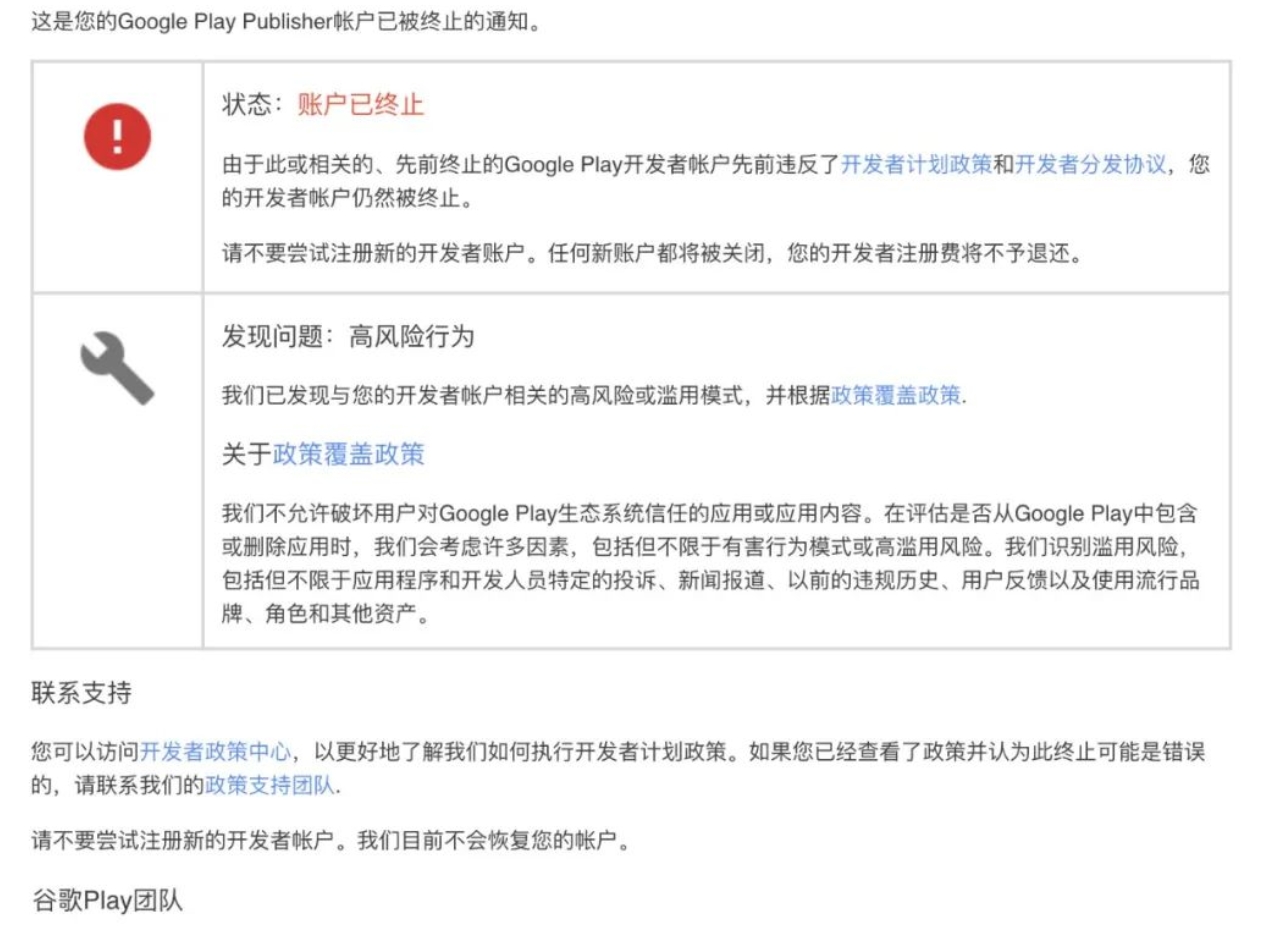 这是您的Google Play Publisher帐户已被终止的通知。
状态：账户已终止
由于此或相关的、先前终止的Google Play开发者帐户先前违反了开发者计划政策和开发者分发协议，您
的开发者帐户仍然被终止。
请不要尝试注册新的开发者账户。任何新账户都将被关闭，您的开发者注册费将不予退还。
发现问题：高风险行为
我们已发现与您的开发者帐户相关的高风险或滥用模式，并根据政策覆盖政策.
关于政策覆盖政策
我们不允许破坏用户对Google Play生态系统信任的应用或应用内容。在评估是否从Google Play中包含
或删除应用时，我们会考虑许多因素，包括但不限于有害行为模式或高滥用风险。我们识别滥用风险，
包括但不限于应用程序和开发人员特定的投诉、新闻报道、以前的违规历史、用户反馈以及使用流行品
牌、角色和其他资产。
联系支持
您可以访问开发者政策中心，以更好地了解我们如何执行开发者计划政策。如果您已经查看了政策并认为此终止可能是错误
的，请联系我们的政策支持团队.
请不要尝试注册新的开发者帐户。我们目前不会恢复您的帐户。
谷歌Play团队